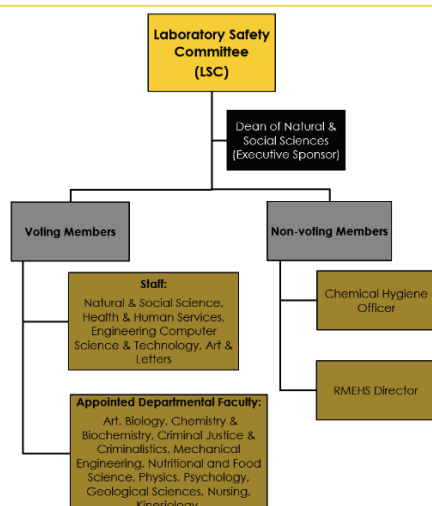 Laboratory Safety
Committee
(LSC)
Dean of Natural &
Social Sciences
(Executive Sponsor)
Voting Members
Non-voting Members
Staff:
Natural & Social Science,
Health & Human Services,
Engineering Computer
Science & Technology, Art &
Letters
Chemical Hygiene
Officer
RMEHS Director
Appointed Departmental Faculty:
Art, Biology, Chemistry &
Biochemistry, Criminal Justice &
Criminalistics, Mechanical
Engineering, Nutritional and Food
Science, Physics, Psychology,
Geological Sciences, Nursing,
Kinesiology